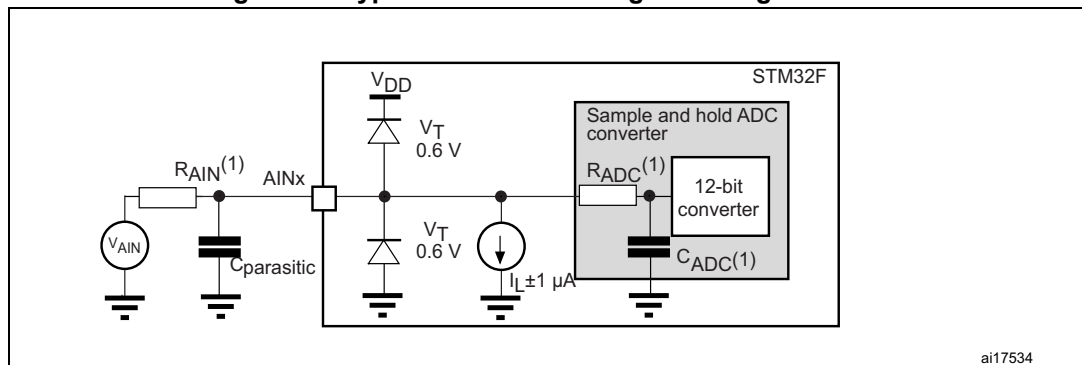 STM32F
VDD
VT
0.6 V
Sample and hold ADC
converter
RAIN(1)
AINx
RADC(1)
12-bit
converter
VAIN
Cparasitic
VT
0.6 V
IL±1 µA
CADC(1)
ai17534